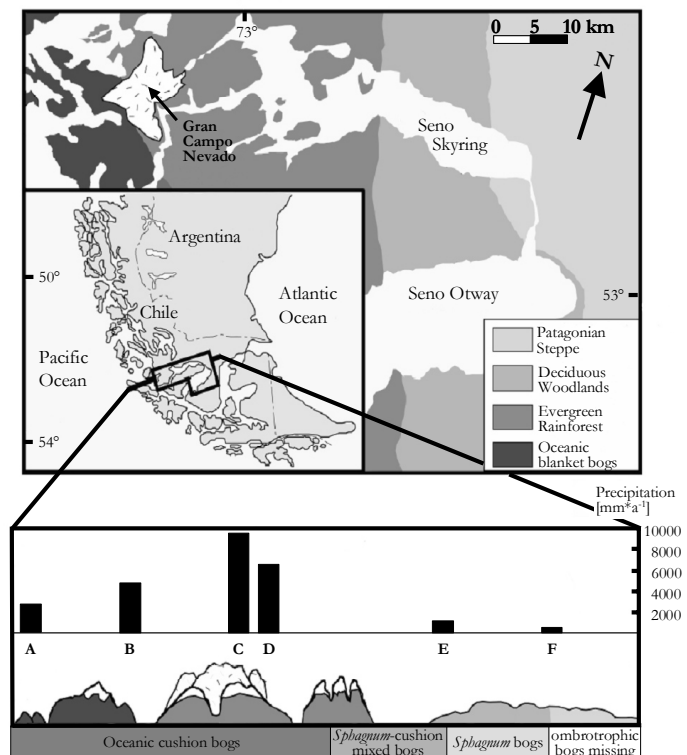 73°
0 5 10 km
N
Gran
Campo
Nevado
Seno
Skyring
Argentina
50°
Atlantic
Ocean
Seno Otway
53°
Chile
Pacific
Ocean
54°
Patagonian
Steppe
Deciduous
Woodlands
Evergreen
Rainforest
Oceanic
blanket bogs
Precipitation
[mm*a⁻¹]
10000
8000
6000
4000
2000
A B C D E F
Oceanic cushion bogs
Sphagnum-cushion
mixed bogs
Sphagnum bogs
ombrotrophic
bogs missing